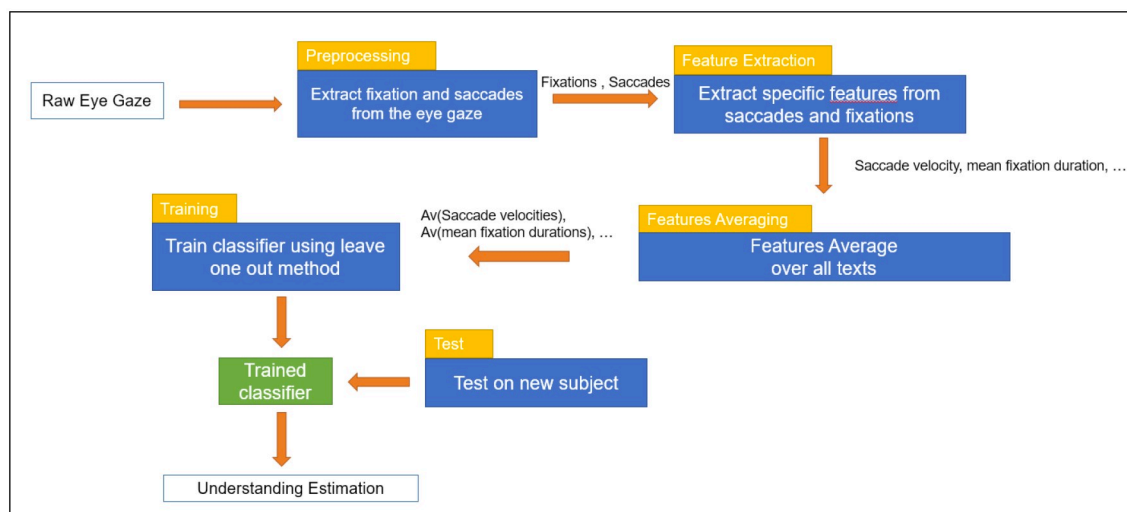 Raw Eye Gaze
Preprocessing
Extract fixation and saccades
from the eye gaze
Fixations , Saccades
Feature Extraction
Extract specific features from
saccades and fixations
Saccade velocity, mean fixation duration, …
Features Averaging
Features Average
over all texts
Av(Saccade velocities),
Av(mean fixation durations), …
Training
Train classifier using leave
one out method
Trained
classifier
Test
Test on new subject
Understanding Estimation